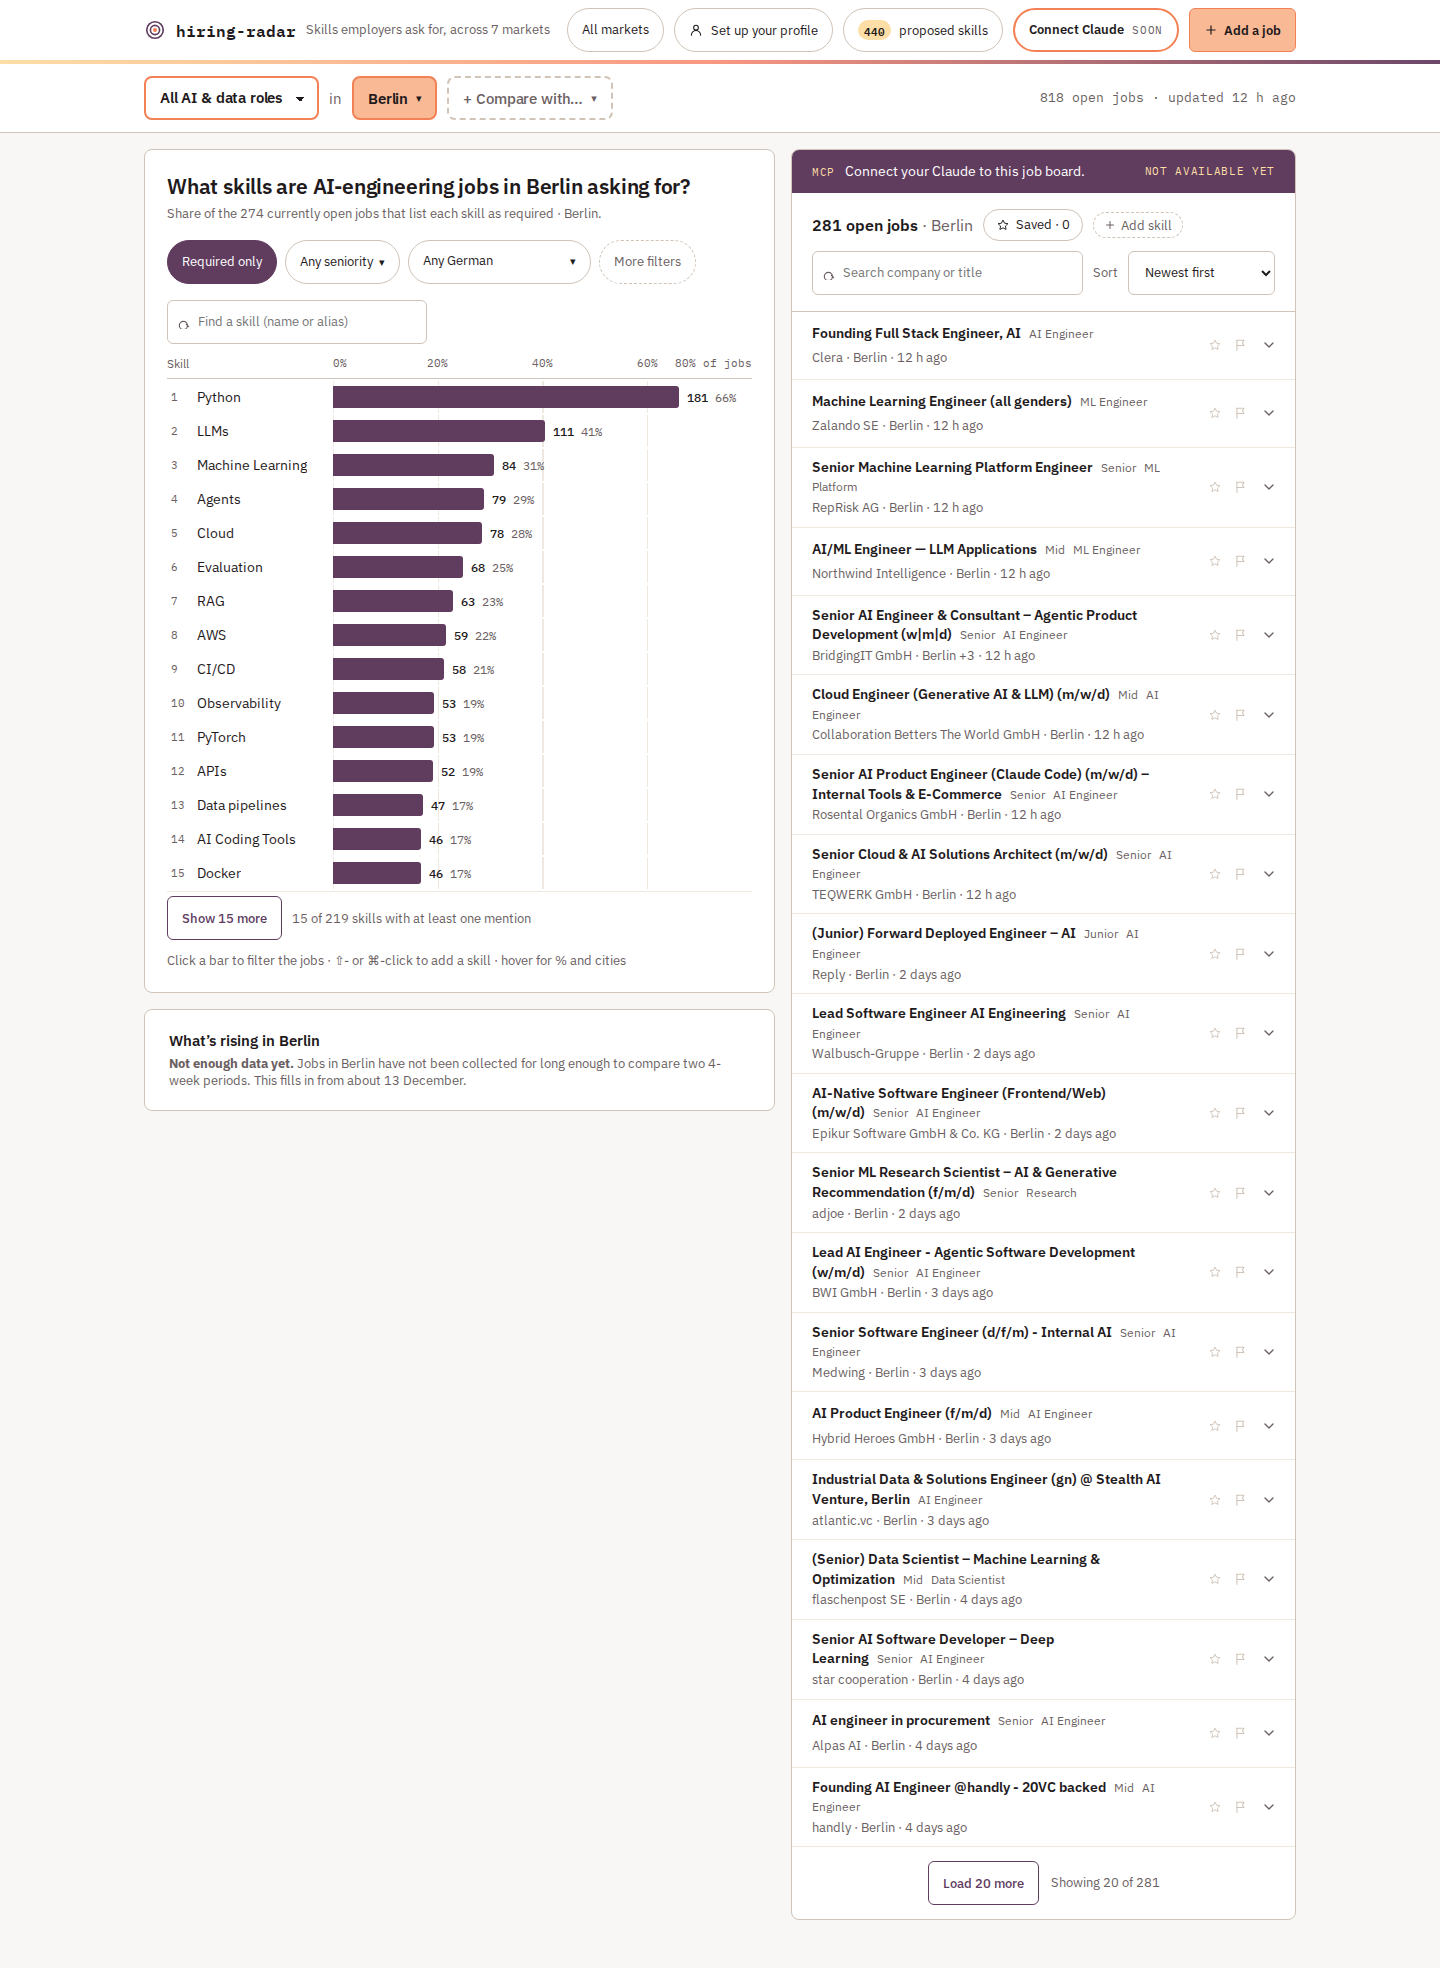 hiring-radar Skills employers ask for, across 7 markets All markets Set up your profile 440 proposed skills Connect Claude SOON + Add a job
All AI & data roles in Berlin + Compare with... 818 open jobs · updated 12 h ago
What skills are AI-engineering jobs in Berlin asking for?
Share of the 274 currently open jobs that list each skill as required · Berlin.
Required only Any seniority Any German More filters
Find a skill (name or alias)
Skill 0% 20% 40% 60% 80% of jobs
1 Python 181 66%
2 LLMs 111 41%
3 Machine Learning 84 31%
4 Agents 79 29%
5 Cloud 78 28%
6 Evaluation 68 25%
7 RAG 63 23%
8 AWS 59 22%
9 CI/CD 58 21%
10 Observability 53 19%
11 PyTorch 53 19%
12 APIs 52 19%
13 Data pipelines 47 17%
14 AI Coding Tools 46 17%
15 Docker 46 17%
Show 15 more 15 of 219 skills with at least one mention
Click a bar to filter the jobs · ⇧- or ⌘-click to add a skill · hover for % and cities
What's rising in Berlin
Not enough data yet. Jobs in Berlin have not been collected for long enough to compare two 4-
week periods. This fills in from about 13 December.
MCP Connect your Claude to this job board. NOT AVAILABLE YET
281 open jobs · Berlin Saved · 0 + Add skill
Search company or title Sort Newest first
Founding Full Stack Engineer, AI AI Engineer
Clera · Berlin · 12 h ago
Machine Learning Engineer (all genders) ML Engineer
Zalando SE · Berlin · 12 h ago
Senior Machine Learning Platform Engineer Senior ML
Platform
RepRisk AG · Berlin · 12 h ago
AI/ML Engineer — LLM Applications Mid ML Engineer
Northwind Intelligence · Berlin · 12 h ago
Senior AI Engineer & Consultant – Agentic Product
Development (w|m|d) Senior AI Engineer
BridgingIT GmbH · Berlin +3 · 12 h ago
Cloud Engineer (Generative AI & LLM) (m/w/d) Mid AI
Engineer
Collaboration Betters The World GmbH · Berlin · 12 h ago
Senior AI Product Engineer (Claude Code) (m/w/d) –
Internal Tools & E-Commerce Senior AI Engineer
Rosental Organics GmbH · Berlin · 12 h ago
Senior Cloud & AI Solutions Architect (m/w/d) Senior AI
Engineer
TEQWERK GmbH · Berlin · 12 h ago
(Junior) Forward Deployed Engineer – AI Junior AI
Engineer
Reply · Berlin · 2 days ago
Lead Software Engineer AI Engineering Senior AI
Engineer
Walbusch-Gruppe · Berlin · 2 days ago
AI-Native Software Engineer (Frontend/Web)
(m/w/d) Senior AI Engineer
Epikur Software GmbH & Co. KG · Berlin · 2 days ago
Senior ML Research Scientist – AI & Generative
Recommendation (f/m/d) Senior Research
adjoe · Berlin · 2 days ago
Lead AI Engineer - Agentic Software Development
(w/m/d) Senior AI Engineer
BWI GmbH · Berlin · 3 days ago
Senior Software Engineer (d/f/m) - Internal AI Senior AI
Engineer
Medwing · Berlin · 3 days ago
AI Product Engineer (f/m/d) Mid AI Engineer
Hybrid Heroes GmbH · Berlin · 3 days ago
Industrial Data & Solutions Engineer (gn) @ Stealth AI
Venture, Berlin AI Engineer
atlantic.vc · Berlin · 3 days ago
(Senior) Data Scientist – Machine Learning &
Optimization Mid Data Scientist
flaschenpost SE · Berlin · 4 days ago
Senior AI Software Developer – Deep
Learning Senior AI Engineer
star cooperation · Berlin · 4 days ago
AI engineer in procurement Senior AI Engineer
Alpas AI · Berlin · 4 days ago
Founding AI Engineer @handly - 20VC backed Mid AI
Engineer
handly · Berlin · 4 days ago
Load 20 more Showing 20 of 281